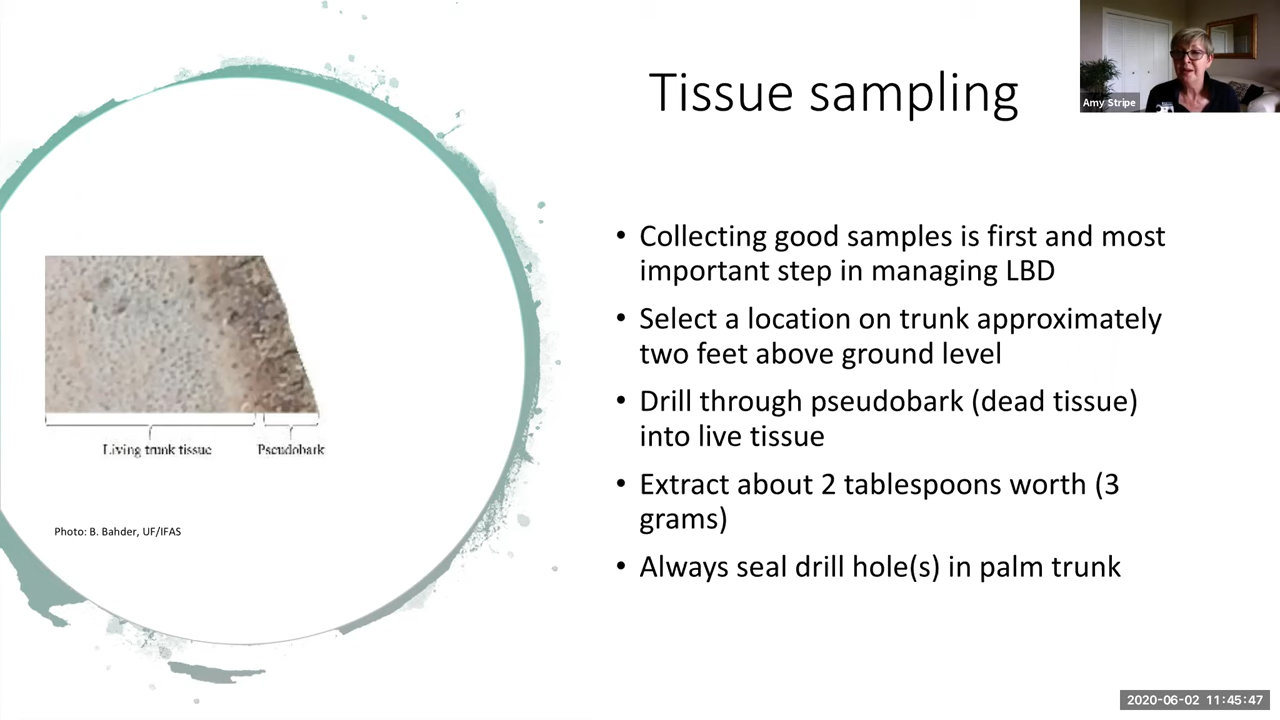 Tissue sampling
Amy Stripe
• Collecting good samples is first and most
important step in managing LBD
• Select a location on trunk approximately
two feet above ground level
• Drill through pseudobark (dead tissue)
into live tissue
• Extract about 2 tablespoons worth (3
grams)
• Always seal drill hole(s) in palm trunk
Living trunk tissue
Pseudobark
Photo: B. Bahder, UF/IFAS
2020-06-02 11:45:47